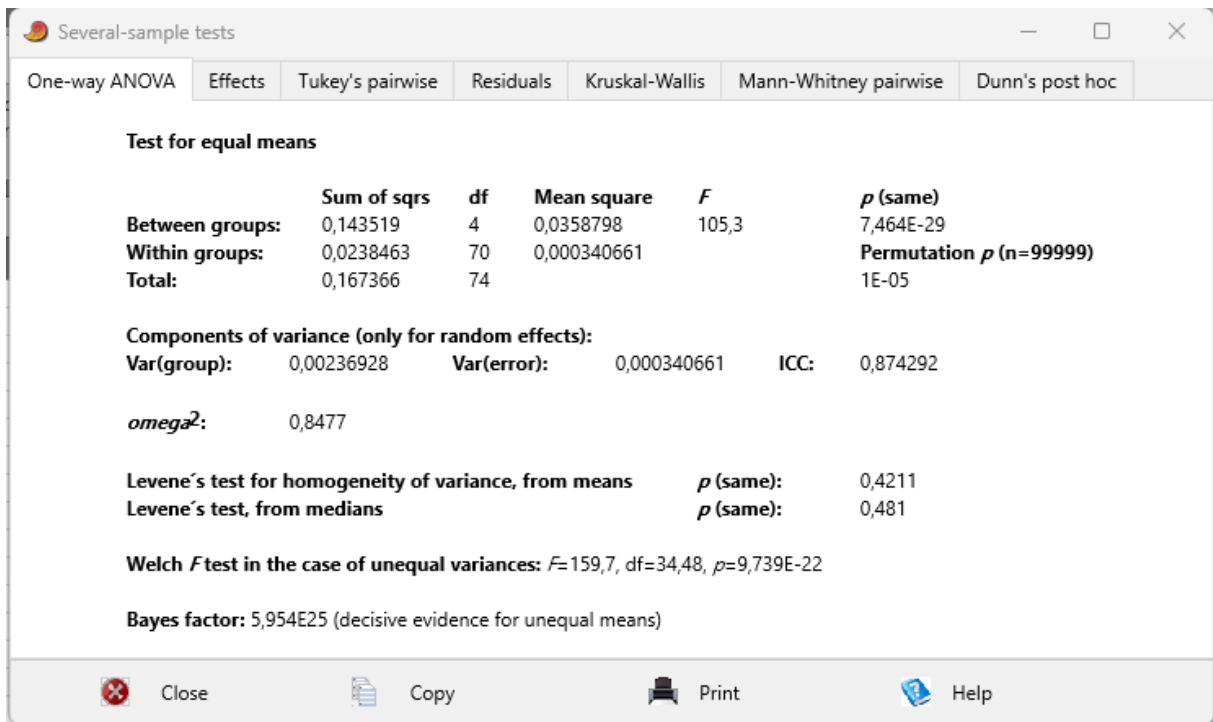 Several-sample tests
One-way ANOVA Effects Tukey's pairwise Residuals Kruskal-Wallis Mann-Whitney pairwise Dunn's post hoc
Test for equal means
Sum of sqrs df Mean square F p (same)
Between groups: 0,143519 4 0,0358798 105,3 7,464E-29
Within groups: 0,0238463 70 0,000340661 Permutation p (n=99999)
Total: 0,167366 74 1E-05
Components of variance (only for random effects):
Var(group): 0,00236928 Var(error): 0,000340661 ICC: 0,874292
omega2: 0,8477
Levene´s test for homogeneity of variance, from means p (same): 0,4211
Levene´s test, from medians p (same): 0,481
Welch F test in the case of unequal variances: F=159,7, df=34,48, p=9,739E-22
Bayes factor: 5,954E25 (decisive evidence for unequal means)
Close Copy Print Help